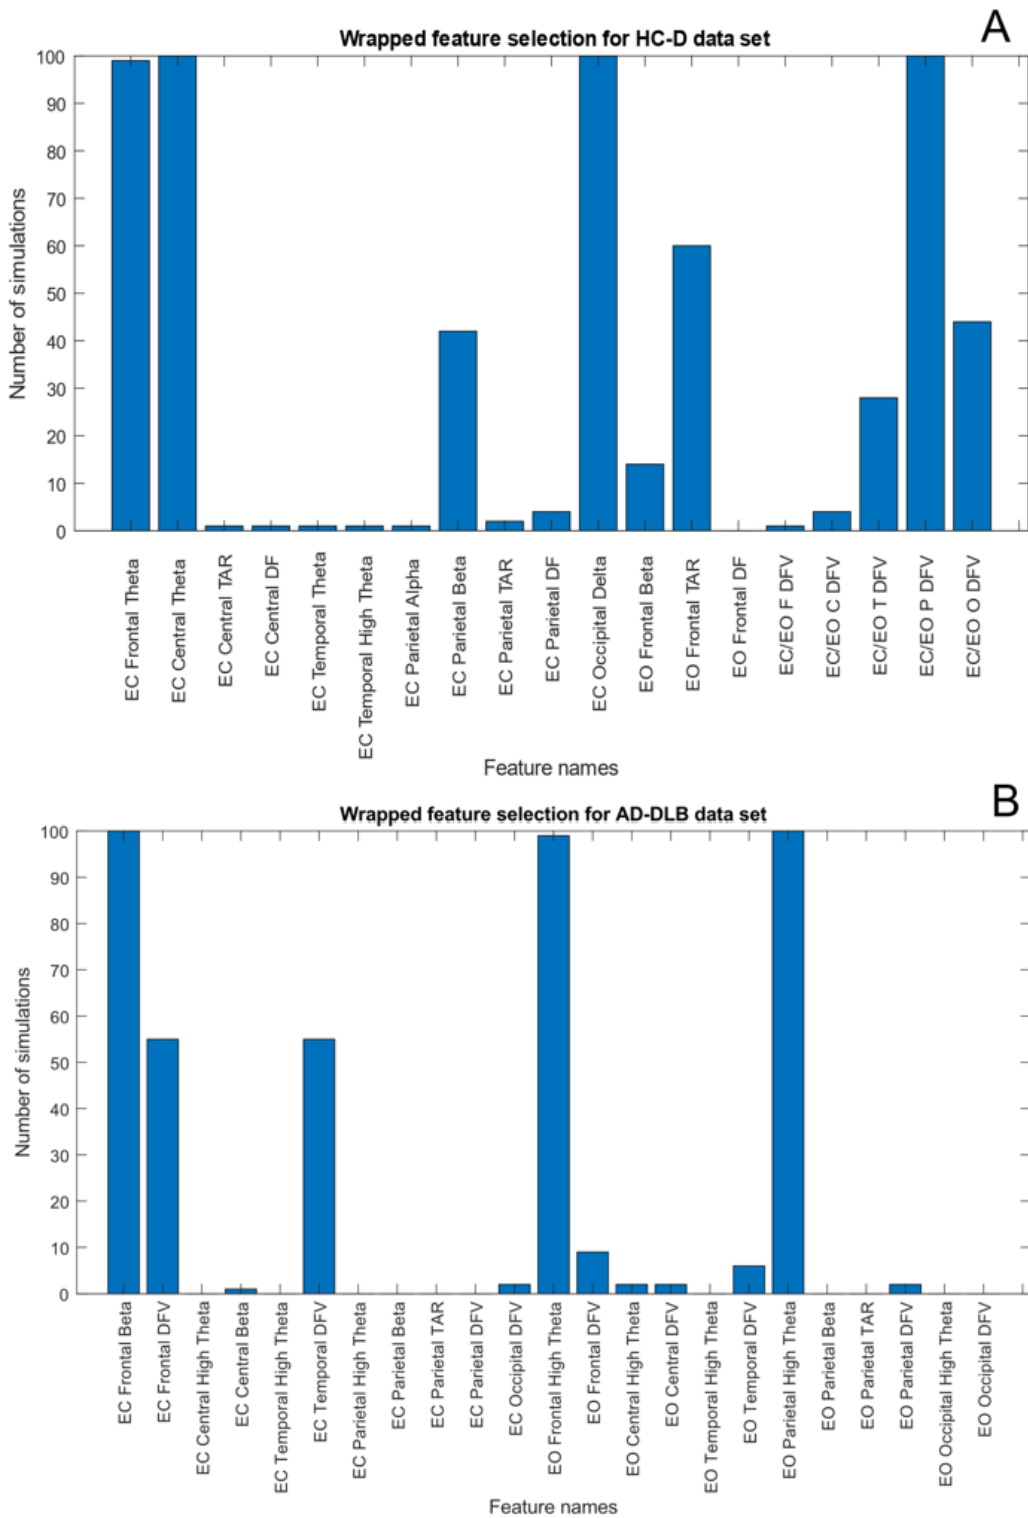 A
Wrapped feature selection for HC-D data set
100
90
80
70
60
50
40
30
20
10
0
Number of simulations
EC Frontal Theta
EC Central Theta
EC Central TAR
EC Central DF
EC Temporal Theta
EC Temporal High Theta
EC Parietal Alpha
EC Parietal Beta
EC Parietal TAR
EC Parietal DF
EC Occipital Delta
EO Frontal Beta
EO Frontal TAR
EO Frontal DF
EC/EO F DFV
EC/EO C DFV
EC/EO T DFV
EC/EO P DFV
EC/EO O DFV
Feature names
B
Wrapped feature selection for AD-DLB data set
100
90
80
70
60
50
40
30
20
10
0
Number of simulations
EC Frontal Beta
EC Frontal DFV
EC Central High Theta
EC Central Beta
EC Temporal High Theta
EC Temporal DFV
EC Parietal High Theta
EC Parietal Beta
EC Parietal TAR
EC Parietal DFV
EC Occipital DFV
EO Frontal High Theta
EO Frontal DFV
EO Central High Theta
EO Central DFV
EO Temporal High Theta
EO Temporal DFV
EO Parietal High Theta
EO Parietal Beta
EO Parietal TAR
EO Parietal DFV
EO Occipital High Theta
EO Occipital DFV
Feature names